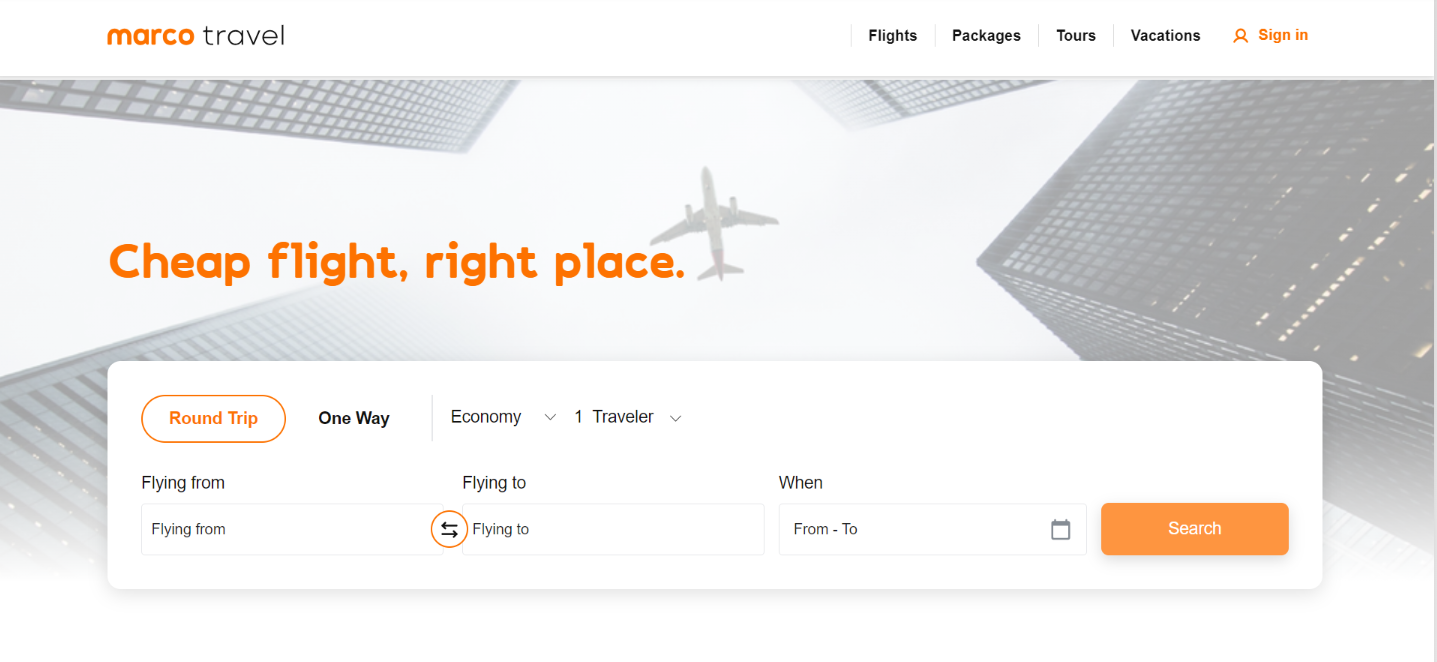 marco travel
Flights Packages Tours Vacations Sign in
Cheap flight, right place.
Round Trip One Way Economy 1 Traveler
Flying from Flying to When
Flying from Flying to From - To Search